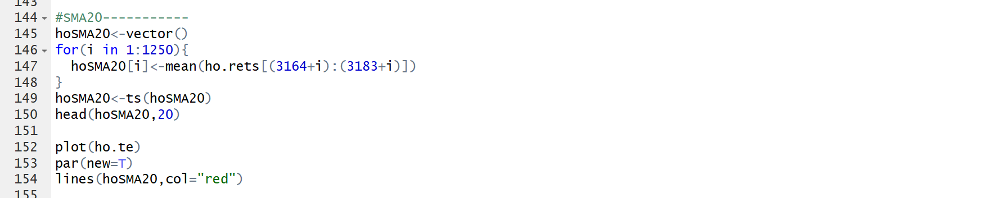 143
144 #SMA20-----------
145 hoSMA20<-vector()
146 for(i in 1:1250){
147   hoSMA20[i]<-mean(ho.rets[(3164+i):(3183+i)])
148 }
149 hoSMA20<-ts(hoSMA20)
150 head(hoSMA20,20)
151
152 plot(ho.te)
153 par(new=T)
154 lines(hoSMA20,col="red")
155